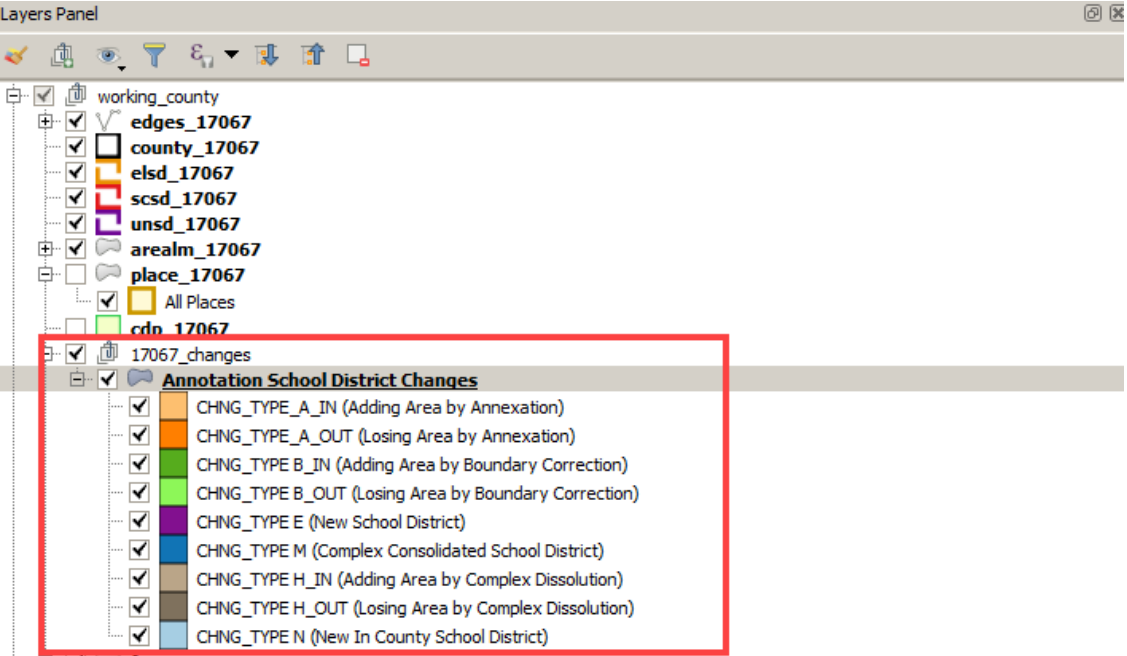 Layers Panel
working_county
edges_17067
county_17067
elsd_17067
scsd_17067
unsd_17067
arealm_17067
place_17067
All Places
cdp_17067
17067_changes
Annotation School District Changes
CHNG_TYPE_A_IN (Adding Area by Annexation)
CHNG_TYPE_A_OUT (Losing Area by Annexation)
CHNG_TYPE B_IN (Adding Area by Boundary Correction)
CHNG_TYPE B_OUT (Losing Area by Boundary Correction)
CHNG_TYPE E (New School District)
CHNG_TYPE M (Complex Consolidated School District)
CHNG_TYPE H_IN (Adding Area by Complex Dissolution)
CHNG_TYPE H_OUT (Losing Area by Complex Dissolution)
CHNG_TYPE N (New In County School District)